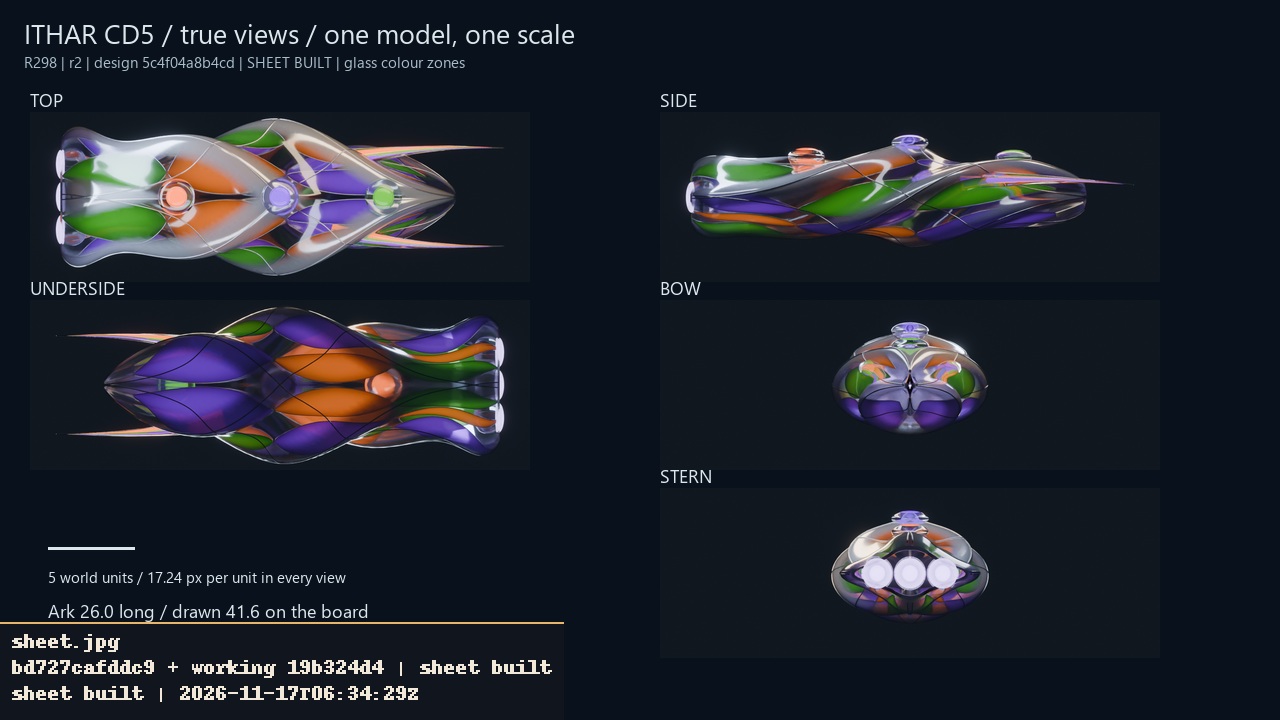 ITHAR CD5 / true views / one model, one scale
R298 | r2 | design 5c4f04a8b4cd | SHEET BUILT | glass colour zones
TOP
SIDE
UNDERSIDE
BOW
STERN
5 world units / 17.24 px per unit in every view
Ark 26.0 long / drawn 41.6 on the board
sheet.jpg
bd727cafddc9 + working 19b324d4 | sheet built
sheet built | 2026-11-17T06:34:29Z